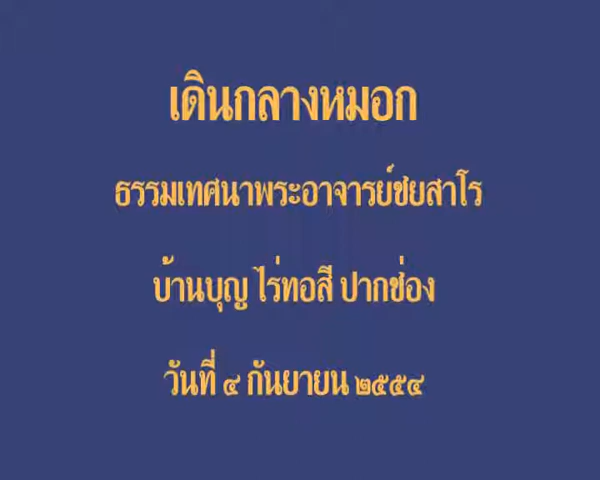 เดินกลางหมอก
ธรรมเทศนาพระอาจารย์ชยสาโร
บ้านบุญ ไร่ทอสี ปากช่อง
วันที่ ๔ กันยายน ๒๕๕๔